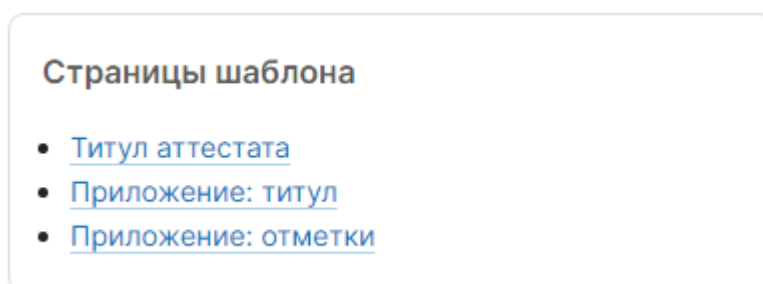 Страницы шаблона
Титул аттестата
Приложение: титул
Приложение: отметки